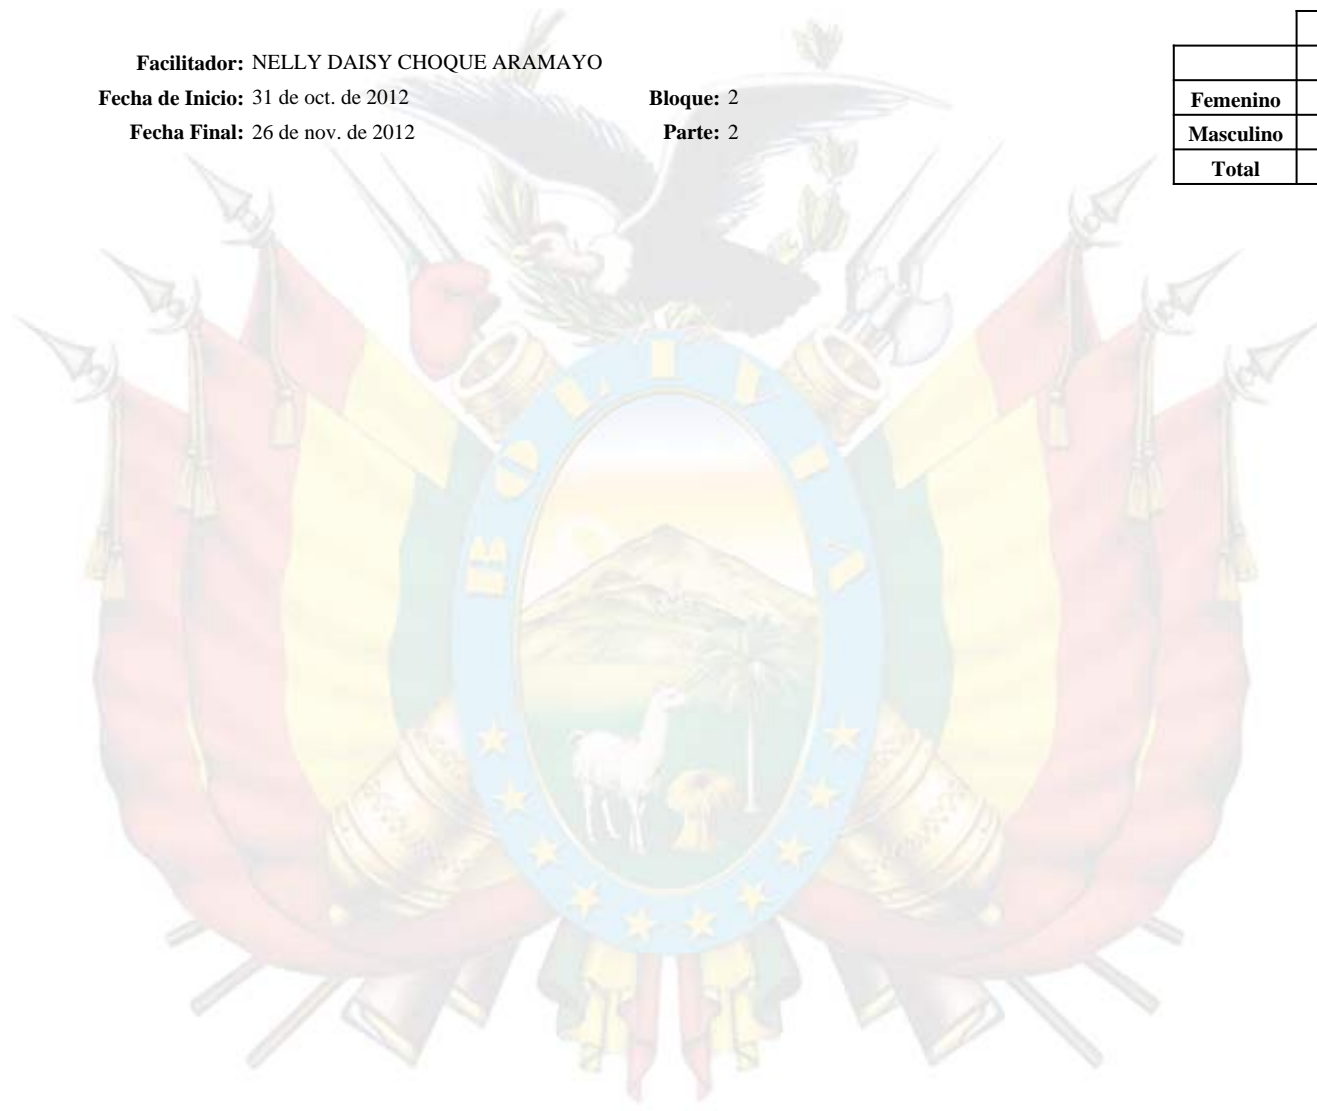 Facilitador: NELLY DAISY CHOQUE ARAMAYO
Fecha de Inicio: 31 de oct. de 2012 Bloque: 2
Fecha Final: 26 de nov. de 2012 Parte: 2
Femenino
Masculino
Total
BOLIVIA